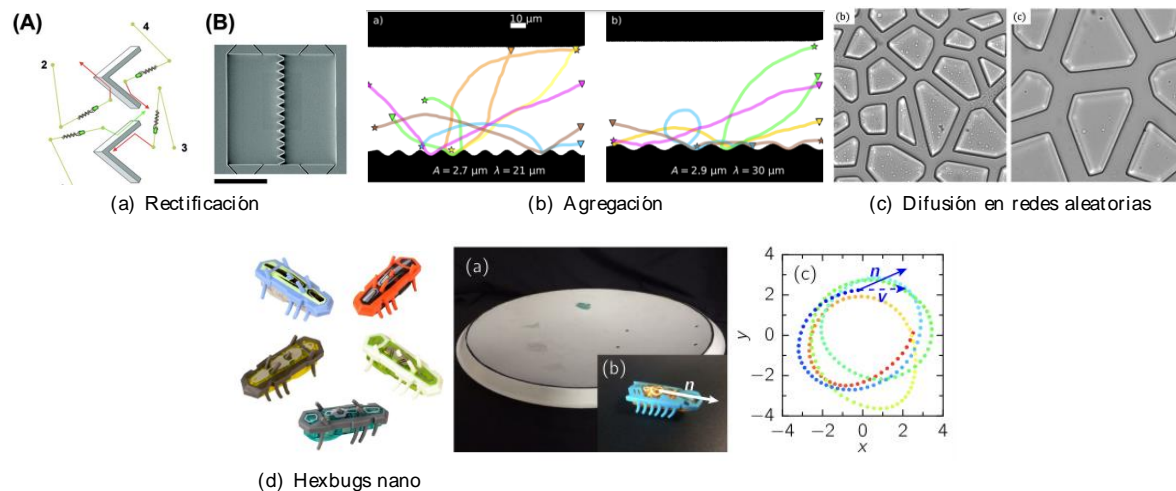 (A)
4
2
3
(B)
a)
10 µm
A = 2.7 µm λ = 21 µm
b)
A = 2.9 µm λ = 30 µm
(b)
(c)
(a) Rectificación
(b) Agregación
(c) Difusión en redes aleatorias
(a)
(b)
n
(c)
n
v
y
4
2
0
−2
−4
−4
−2
0
2
4
x
(d) Hexbugs nano